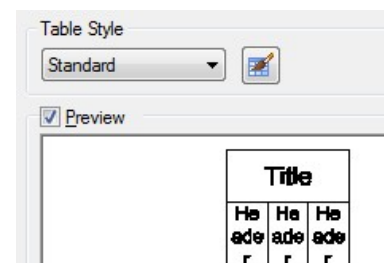 Table Style
Standard
Preview
Title
He He He
ade ade ade
r r r